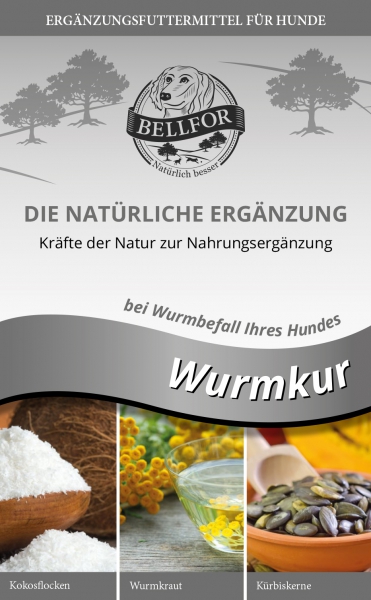 ERGÄNZUNGSFUTTERMITTEL FÜR HUNDE
BELLFOR
Natürlich besser
DIE NATÜRLICHE ERGÄNZUNG
Kräfte der Natur zur Nahrungsergänzung
bei Wurmbefall Ihres Hundes
Wurmkur
Kokosflocken
Wurmkraut
Kürbiskerne